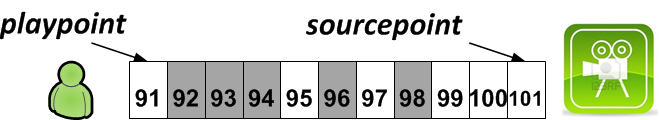 playpoint sourcepoint
91 92 93 94 95 96 97 98 99 100 101